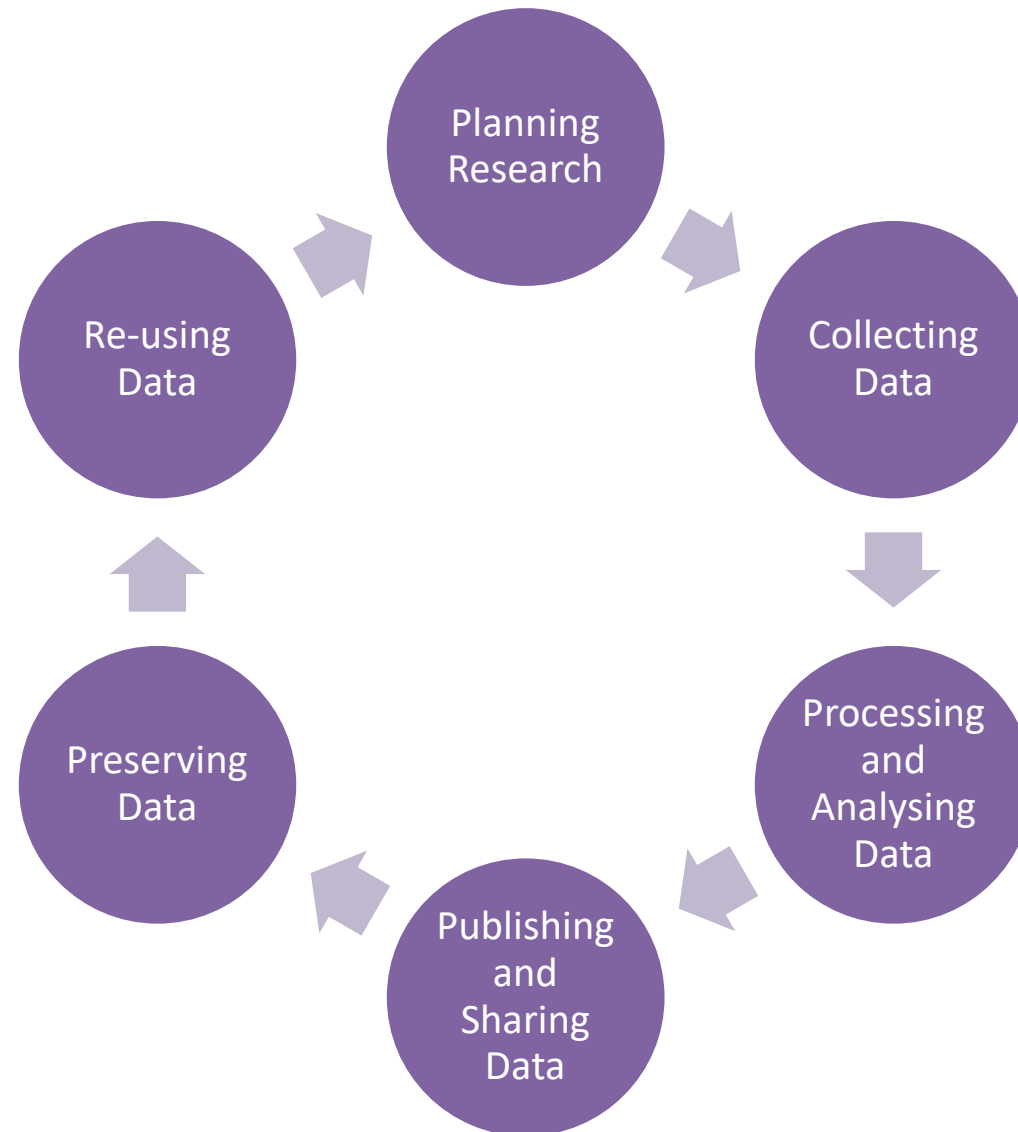 Planning
Research
Collecting
Data
Processing
and
Analysing
Data
Publishing
and
Sharing
Data
Preserving
Data
Re-using
Data